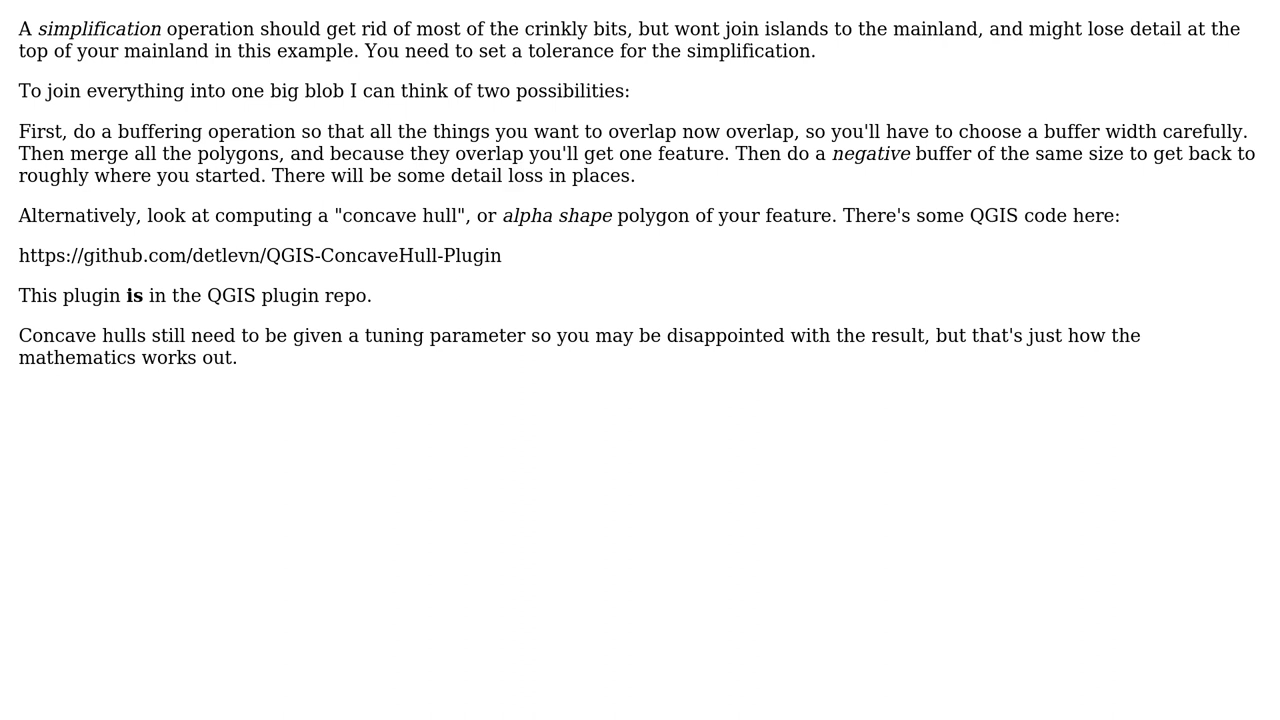 A simplification operation should get rid of most of the crinkly bits, but wont join islands to the mainland, and might lose detail at the
top of your mainland in this example. You need to set a tolerance for the simplification.
To join everything into one big blob I can think of two possibilities:
First, do a buffering operation so that all the things you want to overlap now overlap, so you'll have to choose a buffer width carefully.
Then merge all the polygons, and because they overlap you'll get one feature. Then do a negative buffer of the same size to get back to
roughly where you started. There will be some detail loss in places.
Alternatively, look at computing a "concave hull", or alpha shape polygon of your feature. There's some QGIS code here:
https://github.com/detlevn/QGIS-ConcaveHull-Plugin
This plugin is in the QGIS plugin repo.
Concave hulls still need to be given a tuning parameter so you may be disappointed with the result, but that's just how the
mathematics works out.